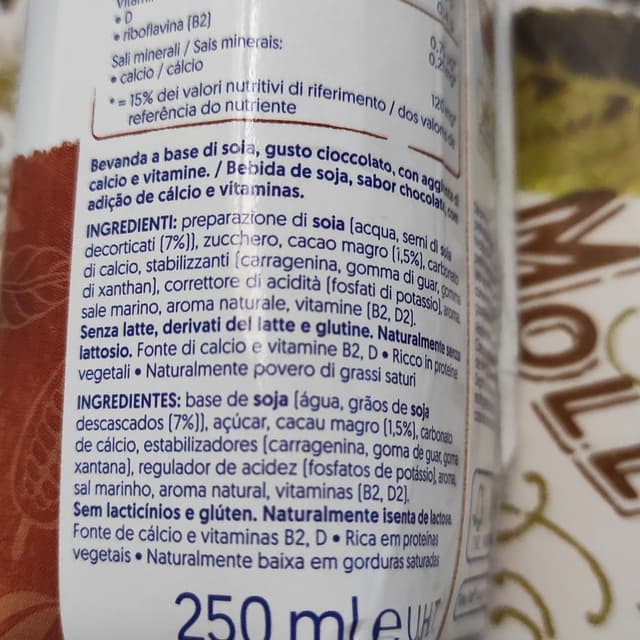 • D
• riboflavina (B2)
Sali minerali / Sais minerais:
• calcio / cálcio
* = 15% dei valori nutritivi di riferimento / dos valores de
referência do nutriente
Bevanda a base di soia, gusto cioccolato, con aggiunta di
calcio e vitamine. / Bebida de soja, sabor chocolate, com
adição de cálcio e vitaminas.
INGREDIENTI: preparazione di soia (acqua, semi di soia
decorticati (7%)), zucchero, cacao magro (1,5%), carbonato
di calcio, stabilizzanti (carragenina, gomma di guar, gomma
di xanthan), correttore di acidità (fosfati di potassio), aroma,
sale marino, aroma naturale, vitamine (B2, D2).
Senza latte, derivati del latte e glutine. Naturalmente senza
lattosio. Fonte di calcio e vitamine B2, D • Ricco in proteine
vegetali • Naturalmente povero di grassi saturi
INGREDIENTES: base de soja (água, grãos de soja
descascados (7%)), açúcar, cacau magro (1,5%), carbonato
de cálcio, estabilizadores (carragenina, goma de guar, goma
xantana), regulador de acidez (fosfatos de potássio), aroma,
sal marinho, aroma natural, vitaminas (B2, D2).
Sem lacticínios e glúten. Naturalmente isenta de lactose.
Fonte de cálcio e vitaminas B2, D • Rica em proteínas
vegetais • Naturalmente baixa em gorduras saturadas
250 ml e UHT
MOLL